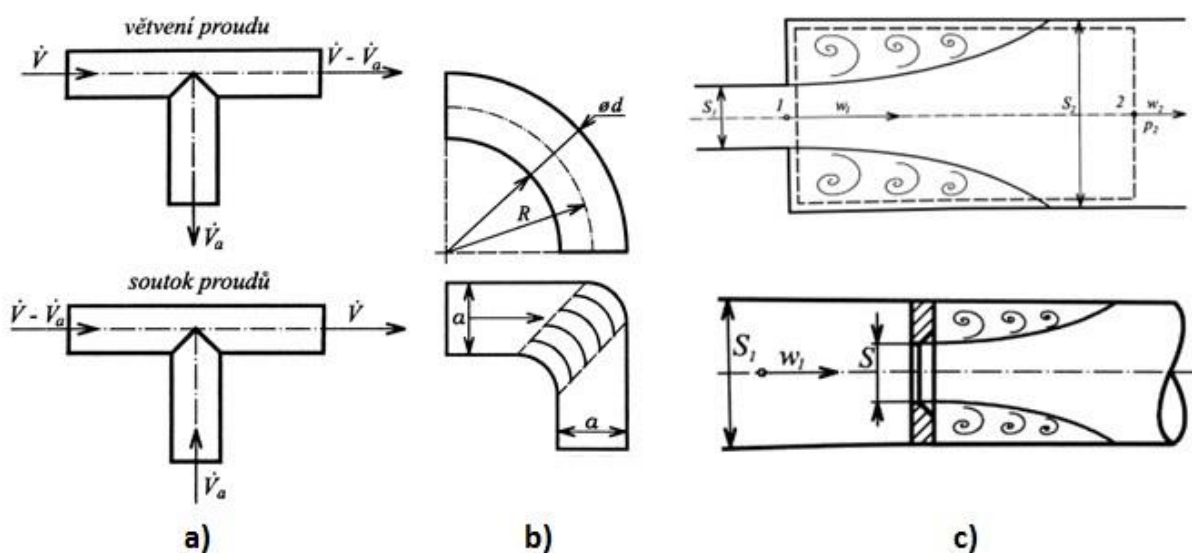 větvení proudu
V̇
V̇ - V̇a
V̇a
soutok proudů
V̇ - V̇a
V̇
V̇a
a)
ød
R
a
a
b)
S1
1
w1
S2
2
w2
p2
S1
w1
S
c)